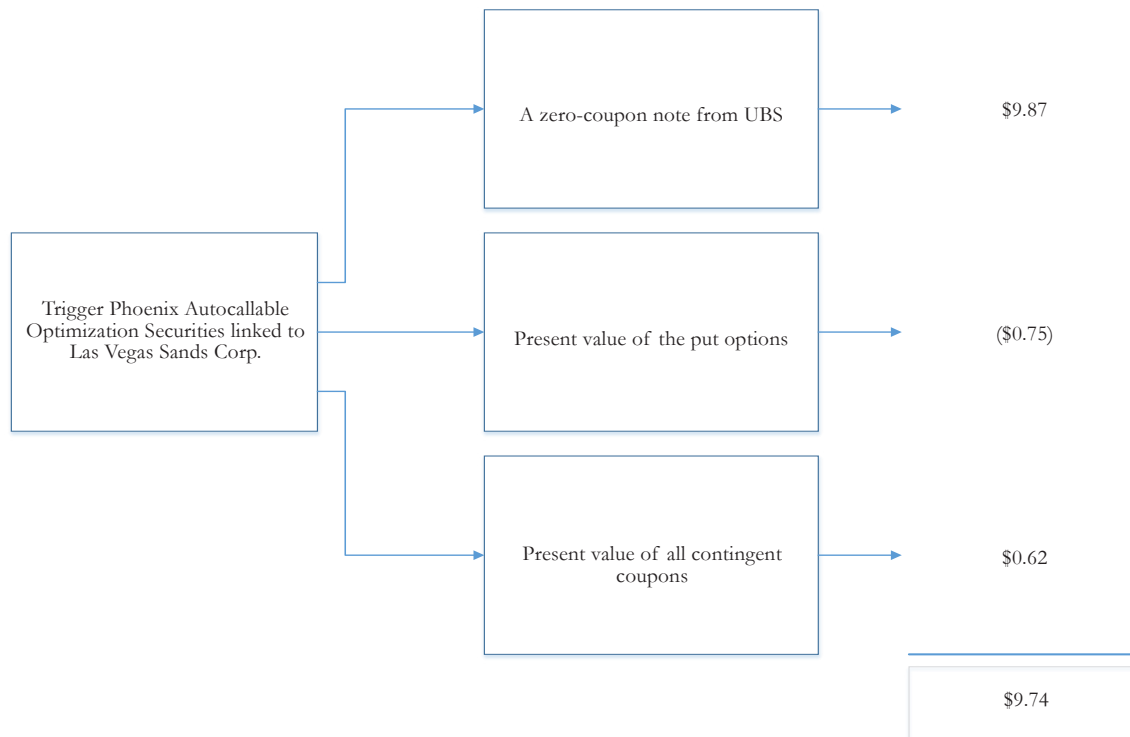 A zero-coupon note from UBS
$9.87
Trigger Phoenix Autocallable
Optimization Securities linked to
Las Vegas Sands Corp.
Present value of the put options
($0.75)
Present value of all contingent
coupons
$0.62
$9.74